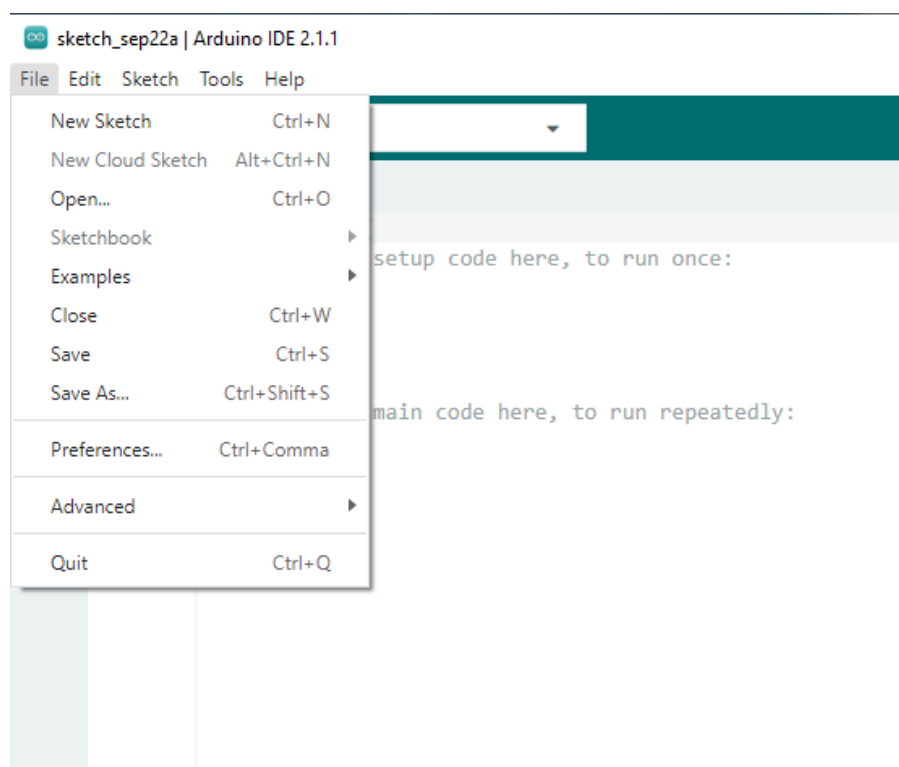 sketch_sep22a | Arduino IDE 2.1.1
File Edit Sketch Tools Help
New Sketch Ctrl+N
New Cloud Sketch Alt+Ctrl+N
Open... Ctrl+O
Sketchbook
Examples
Close Ctrl+W
Save Ctrl+S
Save As... Ctrl+Shift+S
Preferences... Ctrl+Comma
Advanced
Quit Ctrl+Q
setup code here, to run once:
main code here, to run repeatedly: